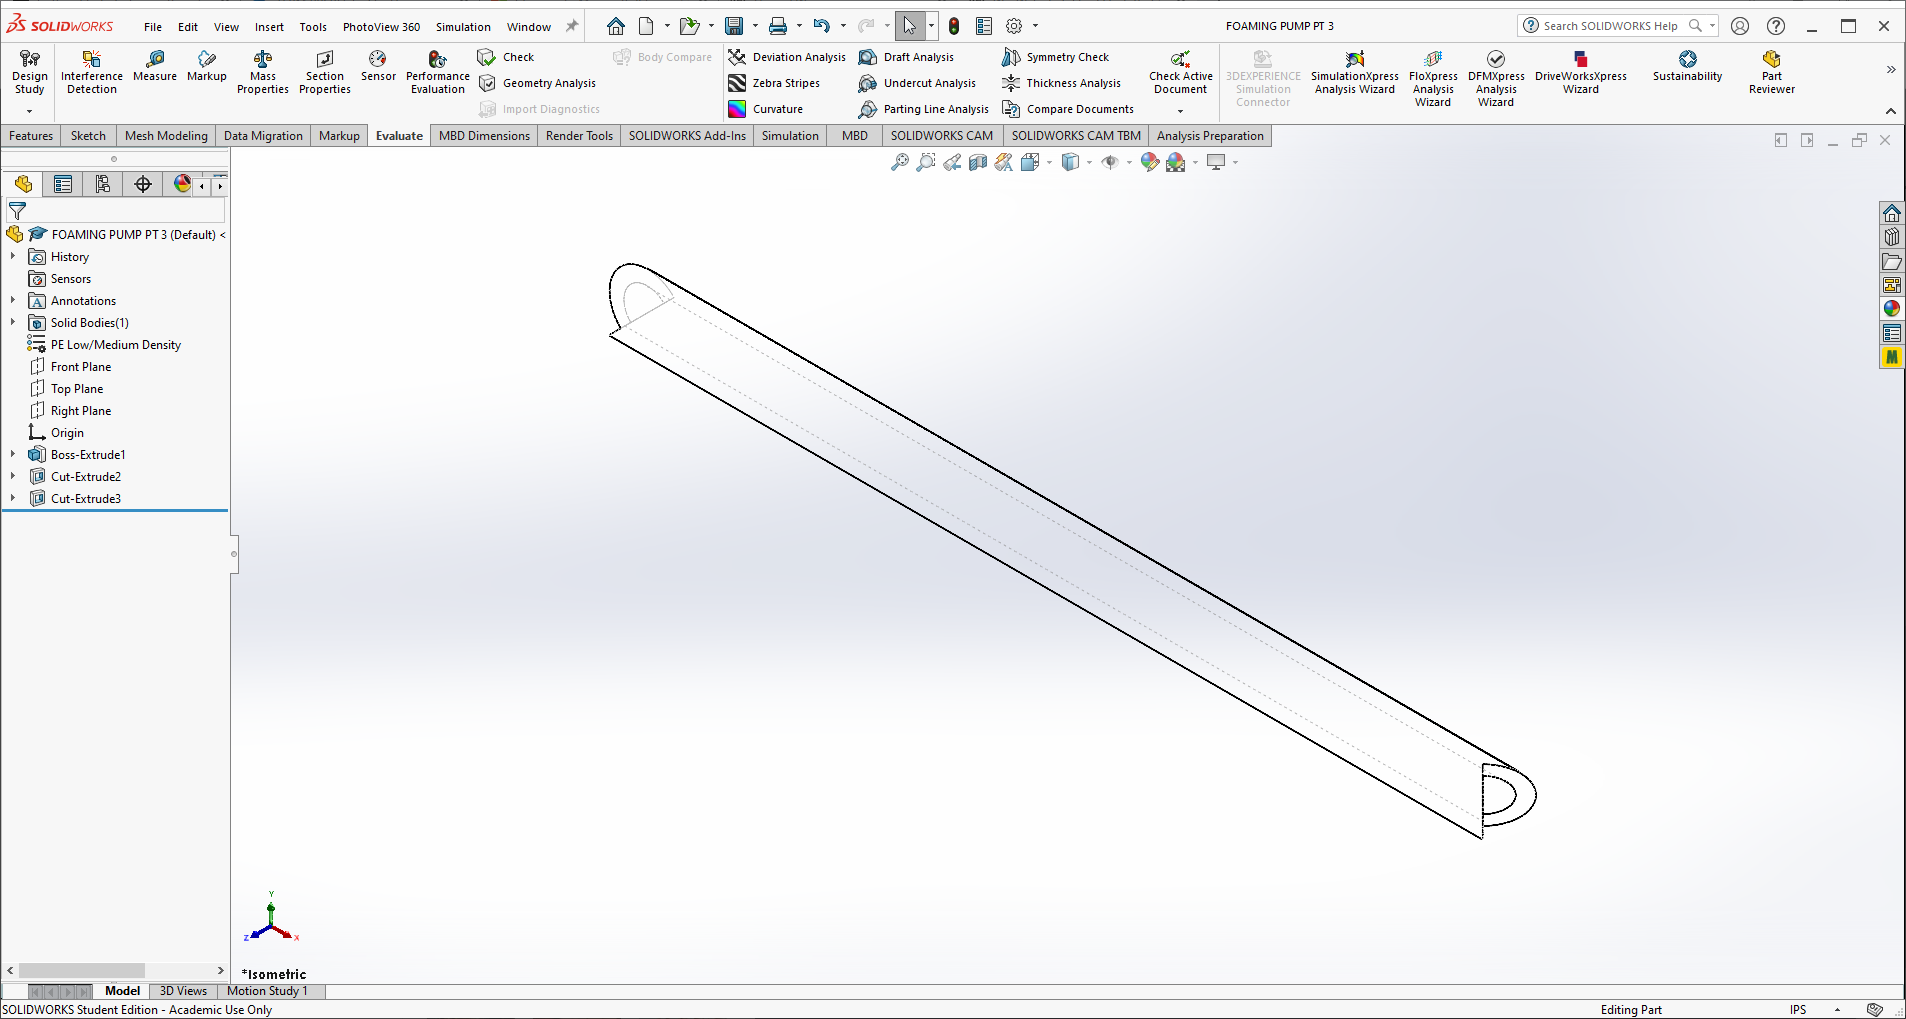 SOLIDWORKS File Edit View Insert Tools PhotoView 360 Simulation Window FOAMING PUMP PT 3 Search SOLIDWORKS Help
Design Study
Interference Detection
Measure
Markup
Mass Properties
Section Properties
Sensor
Performance Evaluation
Check
Geometry Analysis
Import Diagnostics
Body Compare
Deviation Analysis
Zebra Stripes
Curvature
Draft Analysis
Undercut Analysis
Parting Line Analysis
Symmetry Check
Thickness Analysis
Compare Documents
Check Active Document
3DEXPERIENCE Simulation Connector
SimulationXpress Analysis Wizard
FloXpress Analysis Wizard
DFMXpress Analysis Wizard
DriveWorksXpress Wizard
Sustainability
Part Reviewer
Features Sketch Mesh Modeling Data Migration Markup Evaluate MBD Dimensions Render Tools SOLIDWORKS Add-Ins Simulation MBD SOLIDWORKS CAM SOLIDWORKS CAM TBM Analysis Preparation
FOAMING PUMP PT 3 (Default) <
History
Sensors
A Annotations
Solid Bodies(1)
PE Low/Medium Density
Front Plane
Top Plane
Right Plane
Origin
Boss-Extrude1
Cut-Extrude2
Cut-Extrude3
M
Y
Z X
*Isometric
Model 3D Views Motion Study 1
SOLIDWORKS Student Edition - Academic Use Only Editing Part IPS